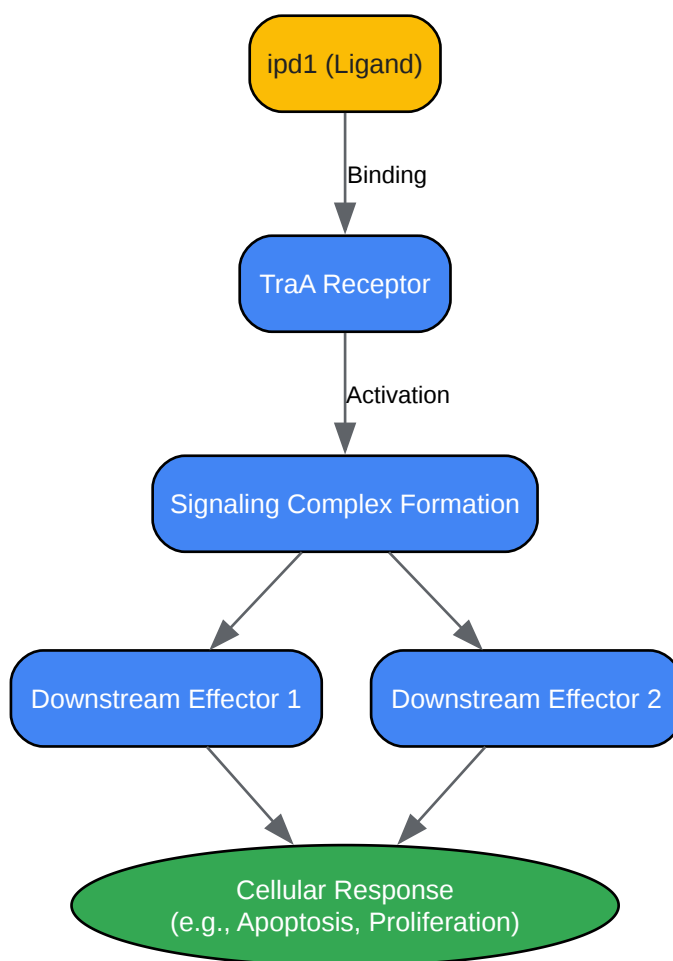 ipd1 (Ligand)
Binding
TraA Receptor
Activation
Signaling Complex Formation
Downstream Effector 1
Downstream Effector 2
Cellular Response
(e.g., Apoptosis, Proliferation)